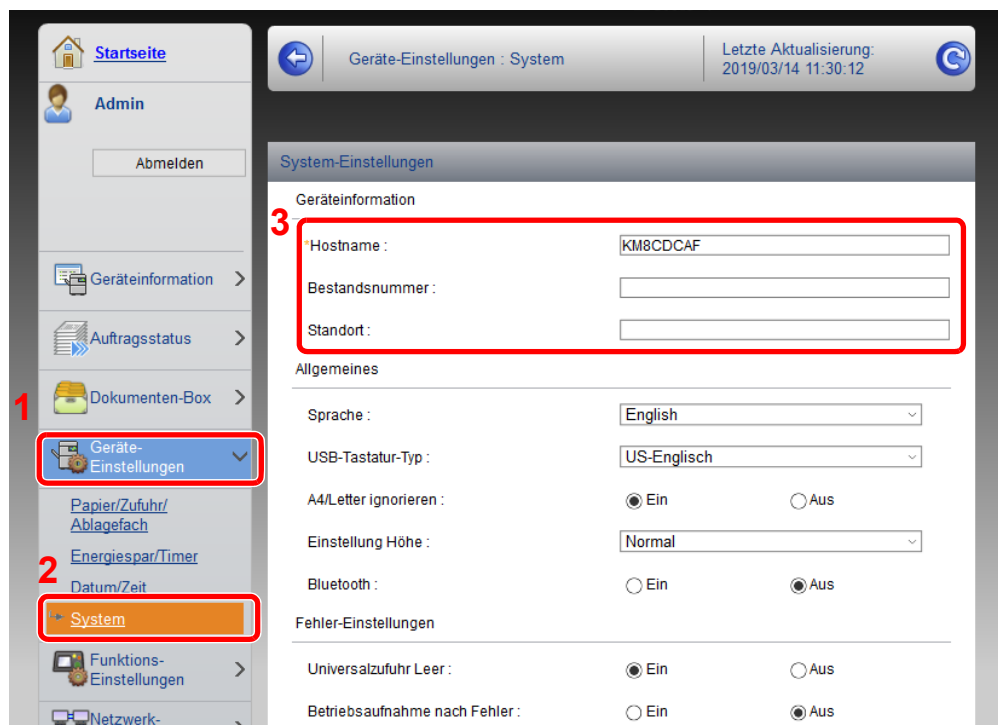 Startseite
Admin
Abmelden
Geräteinformation
Auftragsstatus
1
Dokumenten-Box
Geräte-
Einstellungen
Papier/Zufuhr/
Ablagefach
Energiespar/Timer
2
Datum/Zeit
System
Funktions-
Einstellungen
Netzwerk-
Geräte-Einstellungen : System
Letzte Aktualisierung:
2019/03/14 11:30:12
System-Einstellungen
Geräteinformation
3
*Hostname : KM8CDCAF
Bestandsnummer :
Standort :
Allgemeines
Sprache : English
USB-Tastatur-Typ : US-Englisch
A4/Letter ignorieren : Ein Aus
Einstellung Höhe : Normal
Bluetooth : Ein Aus
Fehler-Einstellungen
Universalzufuhr Leer : Ein Aus
Betriebsaufnahme nach Fehler : Ein Aus